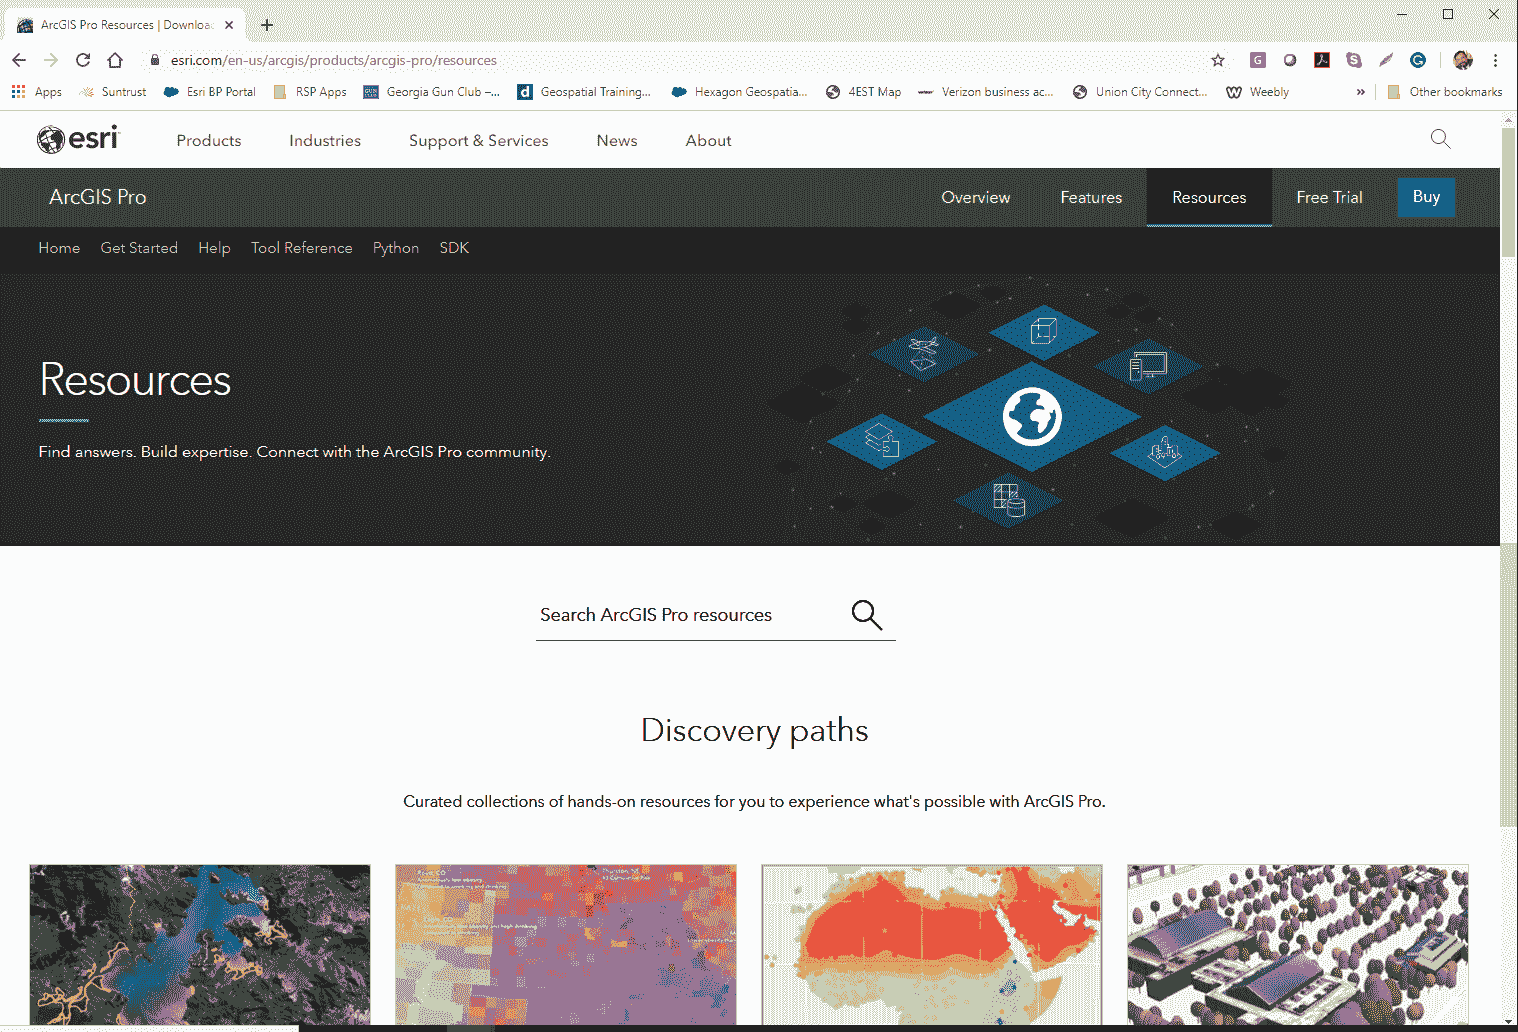 ArcGIS Pro Resources | Downloa
esri.com/en-us/arcgis/products/arcgis-pro/resources
Apps Suntrust Esri BP Portal RSP Apps Georgia Gun Club –... Geospatial Training... Hexagon Geospatia... 4EST Map Verizon business ac... Union City Connect... Weebly » Other bookmarks
esri Products Industries Support & Services News About
ArcGIS Pro Overview Features Resources Free Trial Buy
Home Get Started Help Tool Reference Python SDK
Resources
Find answers. Build expertise. Connect with the ArcGIS Pro community.
Search ArcGIS Pro resources
Discovery paths
Curated collections of hands-on resources for you to experience what's possible with ArcGIS Pro.